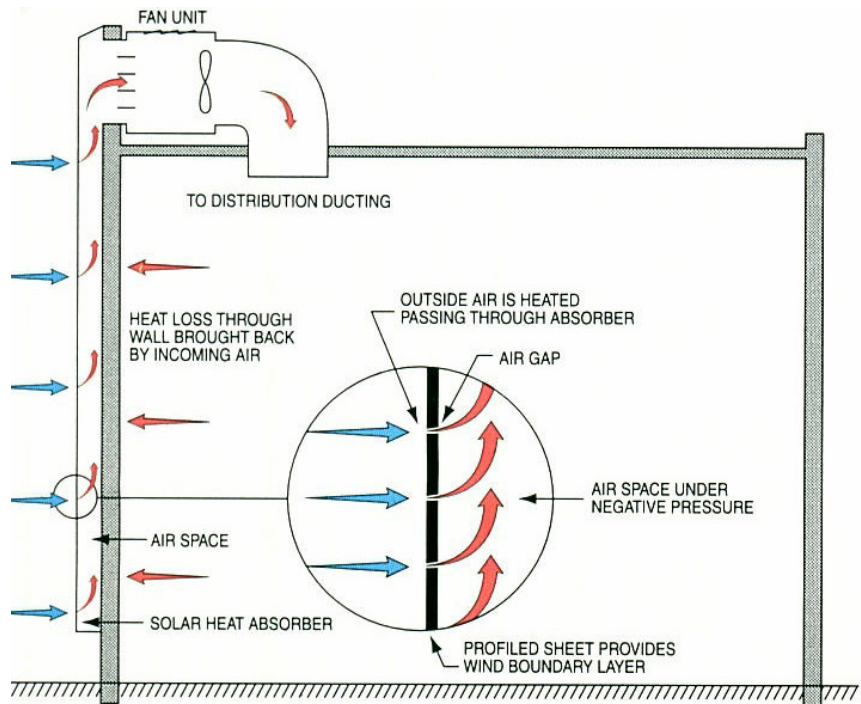 FAN UNIT
TO DISTRIBUTION DUCTING
OUTSIDE AIR IS HEATED
PASSING THROUGH ABSORBER
HEAT LOSS THROUGH
WALL BROUGHT BACK
BY INCOMING AIR
AIR GAP
AIR SPACE UNDER
NEGATIVE PRESSURE
AIR SPACE
SOLAR HEAT ABSORBER
PROFILED SHEET PROVIDES
WIND BOUNDARY LAYER